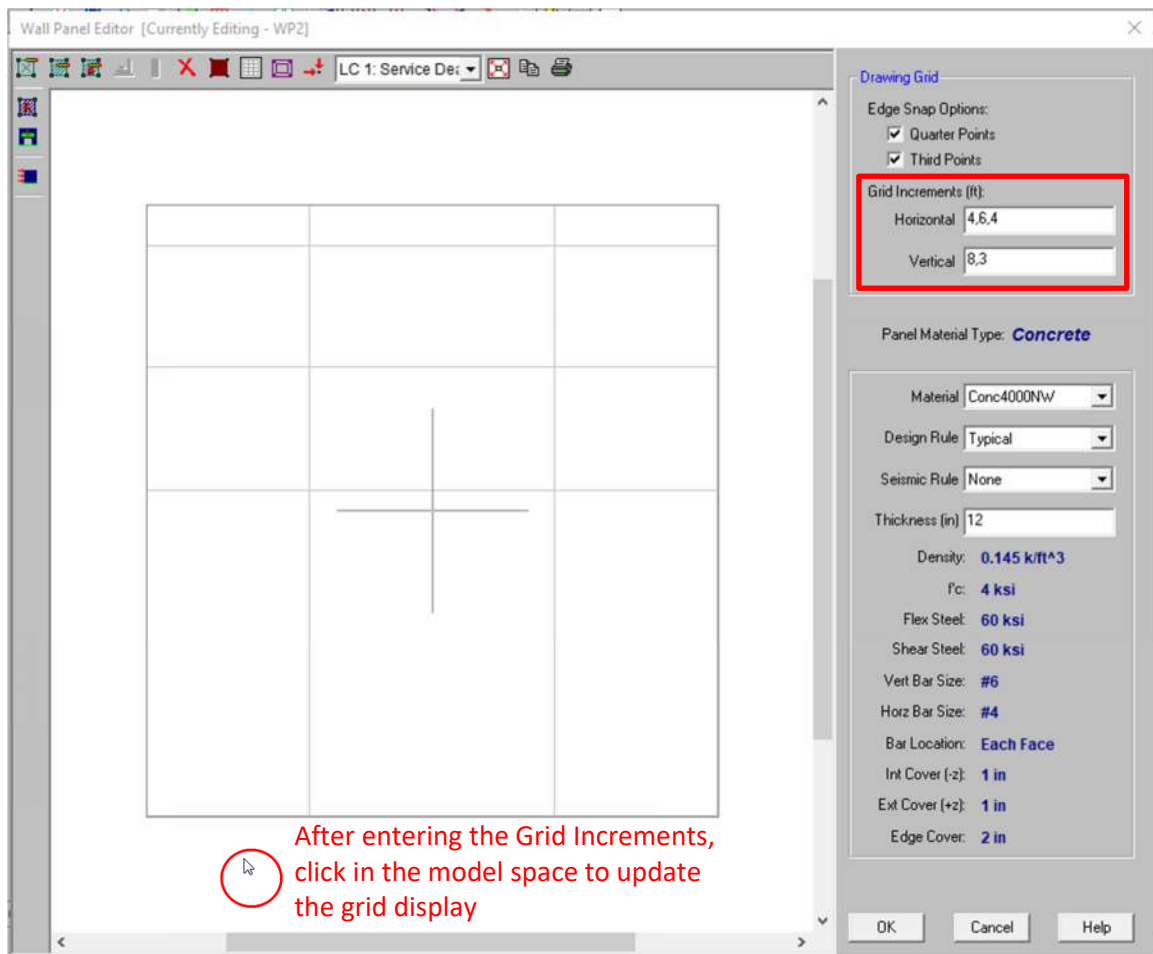 Wall Panel Editor [Currently Editing - WP2]
LC 1: Service De
Drawing Grid
Edge Snap Options:
Quarter Points
Third Points
Grid Increments (ft):
Horizontal 4,6,4
Vertical 8,3
Panel Material Type: Concrete
Material Conc4000NW
Design Rule Typical
Seismic Rule None
Thickness (in) 12
Density: 0.145 k/ft^3
f'c: 4 ksi
Flex Steel: 60 ksi
Shear Steel: 60 ksi
Vert Bar Size: #6
Horz Bar Size: #4
Bar Location: Each Face
Int Cover (-z): 1 in
Ext Cover (+z): 1 in
Edge Cover: 2 in
After entering the Grid Increments,
click in the model space to update
the grid display
OK Cancel Help